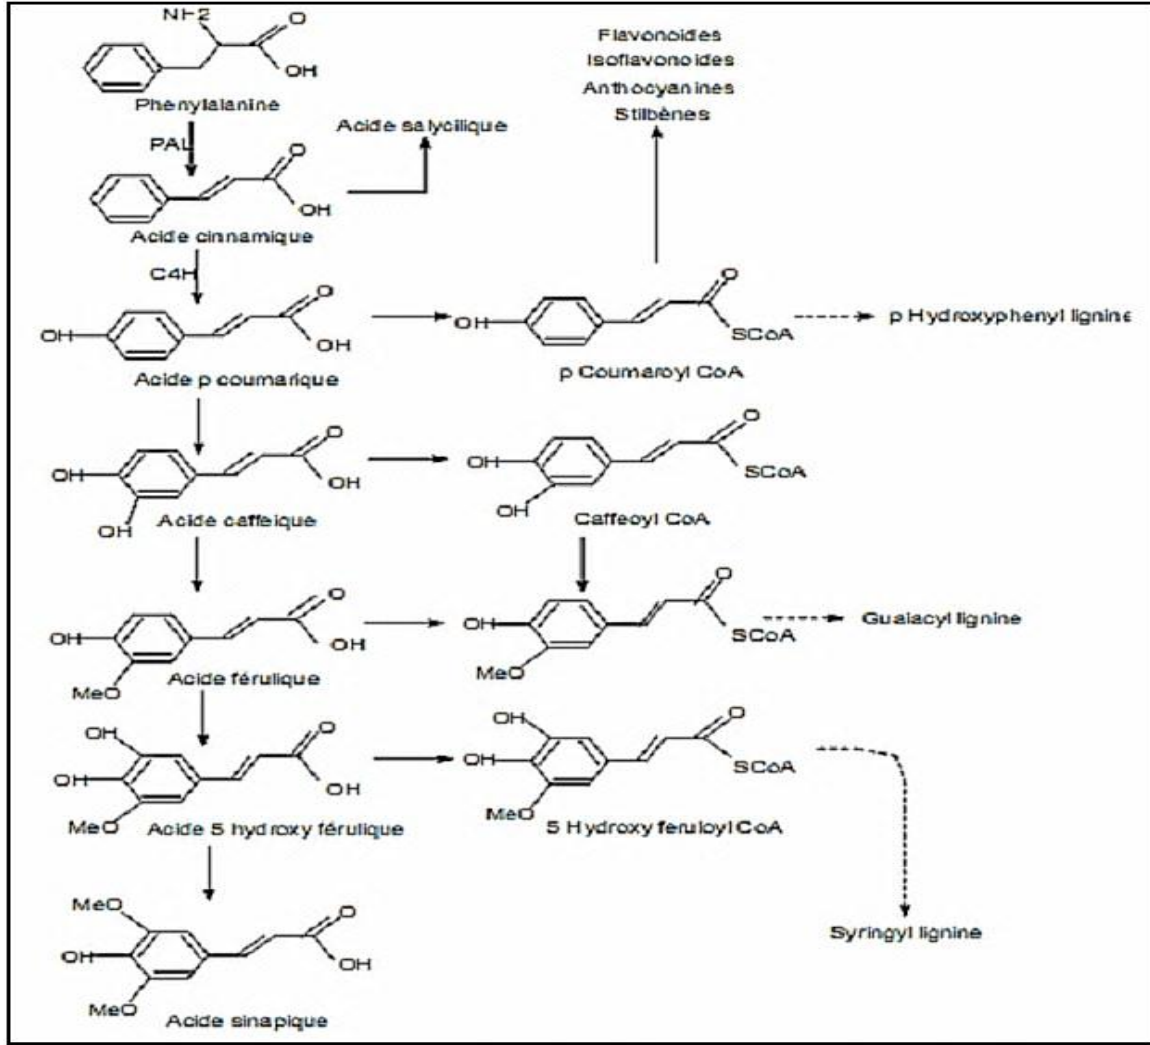 NH2
O
OH
Phenylalanine
Flavonoides
Isoflavonoides
Anthocyanines
Stilbènes
Acide salycilique
PAL
O
OH
Acide cinnamique
C4H
OH
O
OH
Acide p coumarique
OH
O
SCoA
p Coumaroyl CoA
p Hydroxyphenyl lignine
OH
OH
O
OH
Acide caffeique
OH
OH
O
SCoA
Caffeoyl CoA
OH
MeO
O
OH
Acide férulique
OH
MeO
O
SCoA
Guaiacyl lignine
OH
OH
MeO
O
OH
Acide 5 hydroxy férulique
OH
OH
MeO
O
SCoA
5 Hydroxy feruloyl CoA
Syringyl lignine
MeO
OH
MeO
O
OH
Acide sinapique